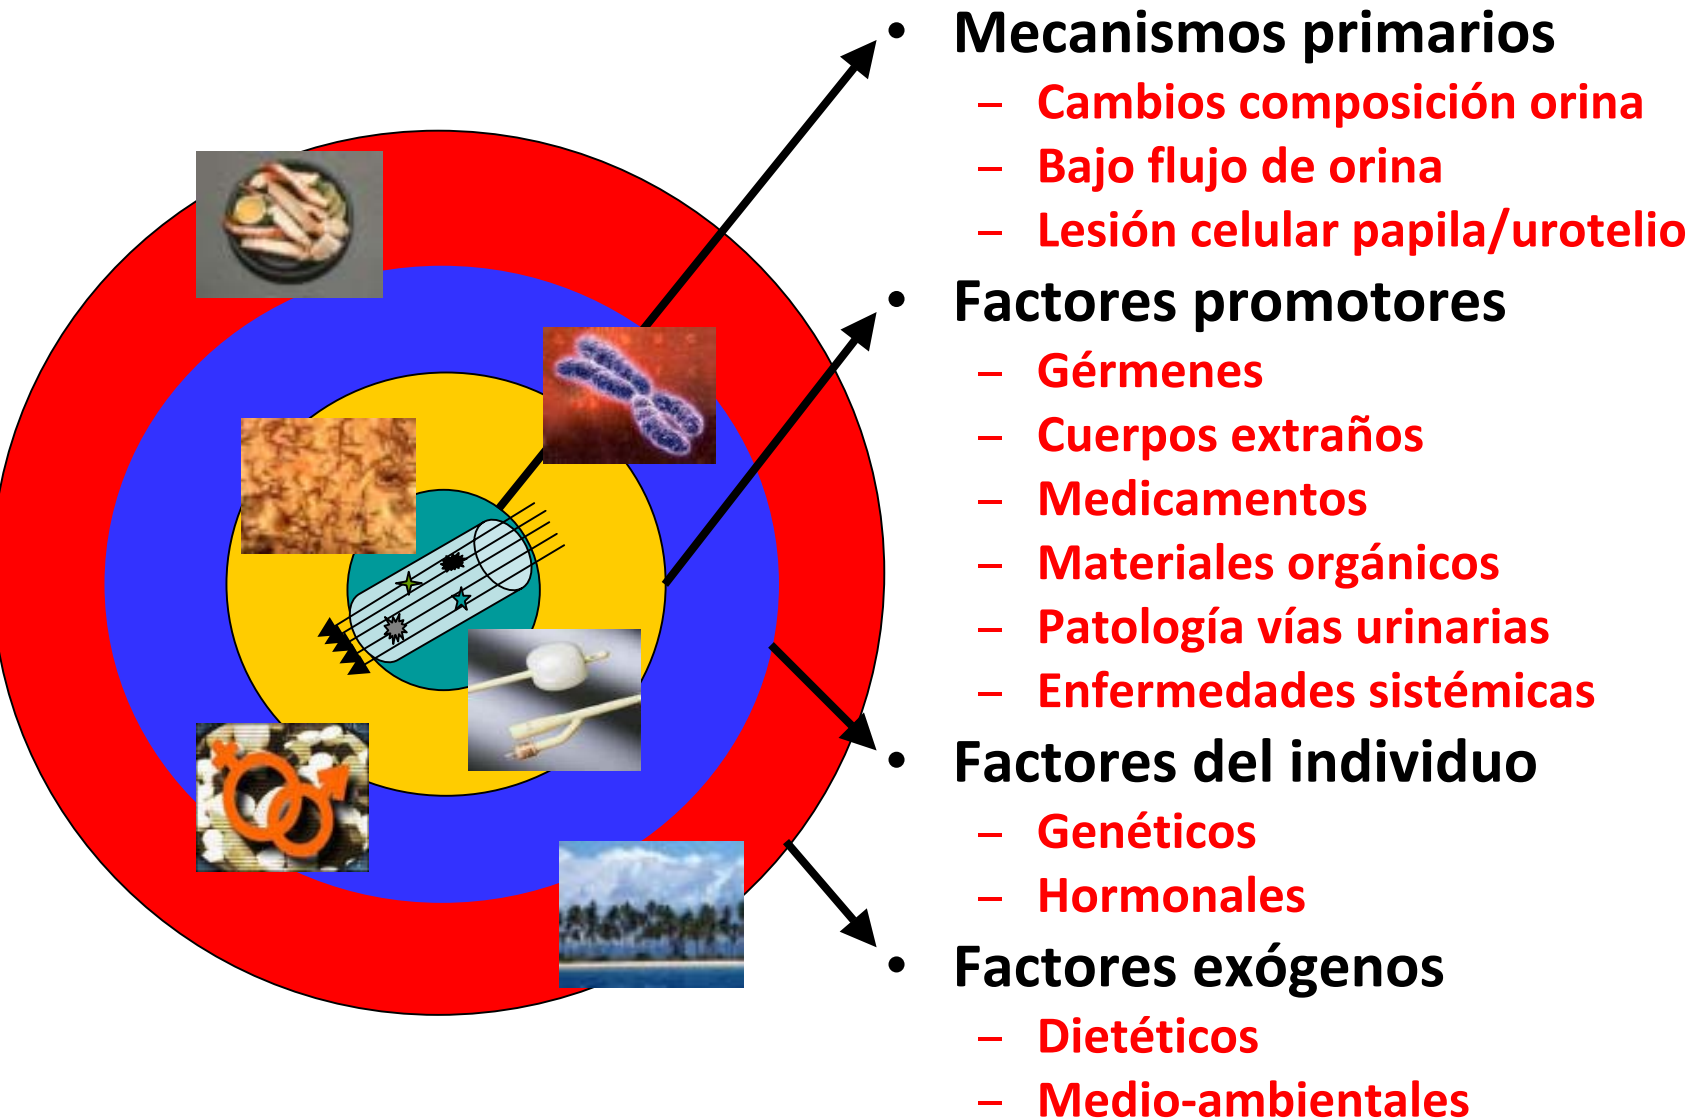 • Mecanismos primarios
– Cambios composición orina
– Bajo flujo de orina
– Lesión celular papila/urotelio
• Factores promotores
– Gérmenes
– Cuerpos extraños
– Medicamentos
– Materiales orgánicos
– Patología vías urinarias
– Enfermedades sistémicas
• Factores del individuo
– Genéticos
– Hormonales
• Factores exógenos
– Dietéticos
– Medio-ambientales